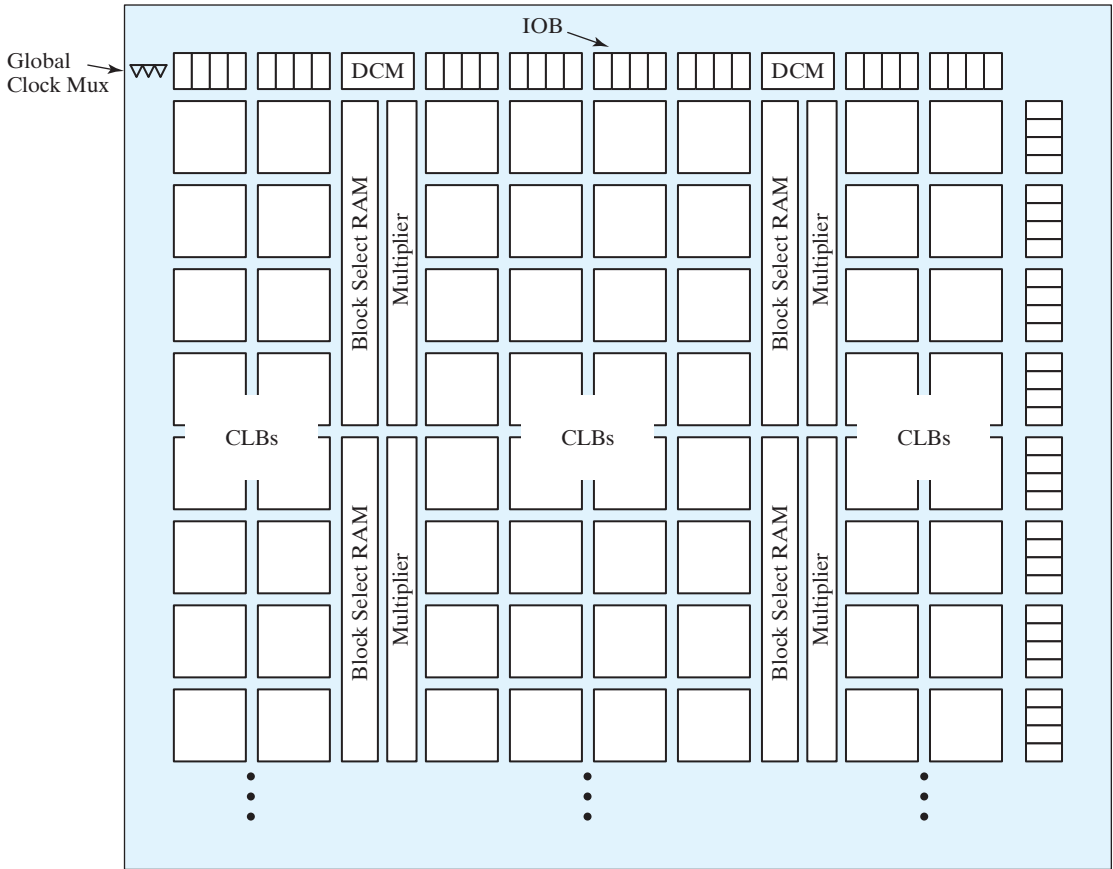 IOB
Global
Clock Mux
DCM
DCM
Block Select RAM
Multiplier
Block Select RAM
Multiplier
CLBs
CLBs
CLBs
Block Select RAM
Multiplier
Block Select RAM
Multiplier